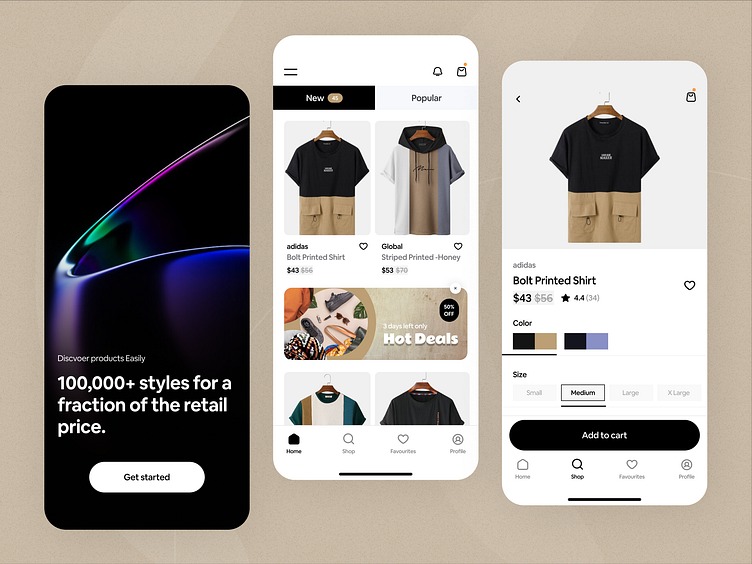 Discvoer products Easily
100,000+ styles for a
fraction of the retail
price.
Get started
New 45
Popular
adidas
Bolt Printed Shirt
$43 $56
Global
Striped Printed -Honey
$53 $70
50%
OFF
3 days left only
Hot Deals
Home
Shop
Favourites
Profile
adidas
Bolt Printed Shirt
$43 $56
4.4 (34)
Color
Size
Small
Medium
Large
X Large
Add to cart
Home
Shop
Favourites
Profile